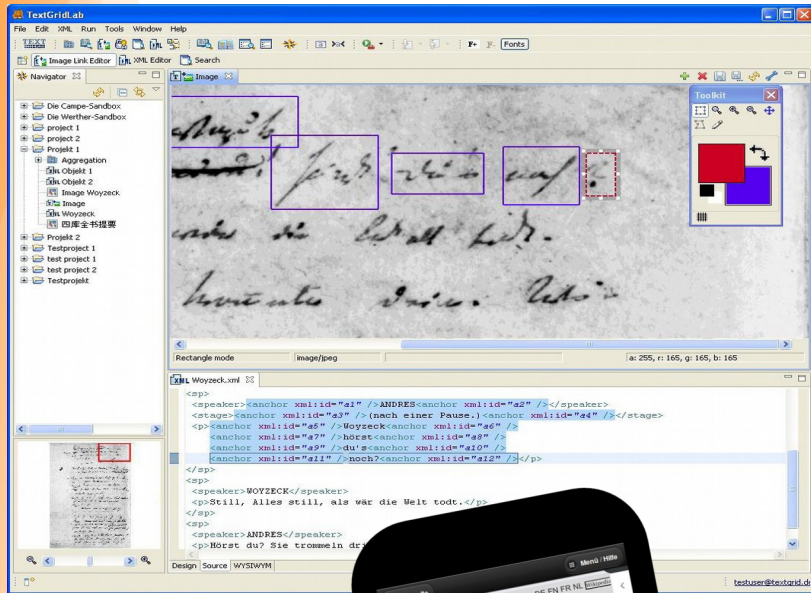 TextGridLab
File Edit XML Run Tools Window Help
TEXT F+ F- Fonts
Image Link Editor XML Editor Search
Navigator
Die Campe-Sandbox
Die Werther-Sandbox
project 1
project 2
Projekt 1
Aggregation
Objekt 1
Objekt 2
Image Woyzeck
Image
Woyzeck
四库全书提要
Projekt 2
Testproject 1
test project 1
test project 2
Testprojekt
Image
Toolkit
Rectangle mode image/jpeg a: 255, r: 165, g: 165, b: 165
Woyzeck.xml
<sp>
<speaker><anchor xml:id="a1" />ANDRES<anchor xml:id="a2" /></speaker>
<stage><anchor xml:id="a3" />(nach einer Pause.)<anchor xml:id="a4" /></stage>
<p><anchor xml:id="a5" />Woyzeck<anchor xml:id="a6" />
<anchor xml:id="a7" />hörst<anchor xml:id="a8" />
<anchor xml:id="a9" />du's<anchor xml:id="a10" />
<anchor xml:id="a11" />noch?<anchor xml:id="a12" /></p>
</sp>
<sp>
<speaker>WOYZECK</speaker>
<p>Still, Alles still, als wär die Welt todt.</p>
</sp>
<sp>
<speaker>ANDRES</speaker>
<p>Hörst du? Sie trommeln dri
Design Source WYSIWYM
testuser@textgrid.de
Menü / Hilfe
DE EN FR NL Wikipedia